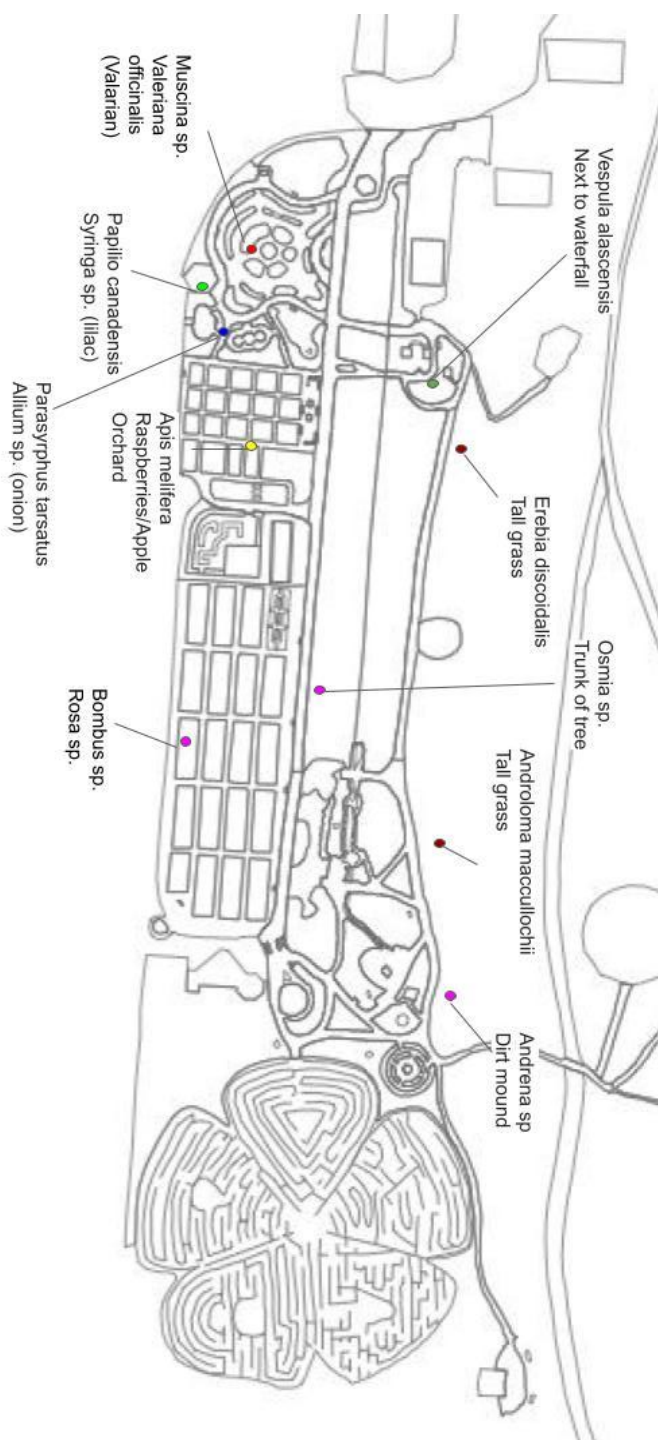 Muscina sp.
Valeriana
officinalis
(Valarian)
Papilio canadensis
Syringa sp. (lilac)
Parasyrphus tarsatus
Allium sp. (onion)
Apis melifera
Raspberries/Apple
Orchard
Bombus sp.
Rosa sp.
Vespula alascensis
Next to waterfall
Erebia discoidalis
Tall grass
Osmia sp.
Trunk of tree
Androloma maccullochii
Tall grass
Andrena sp
Dirt mound